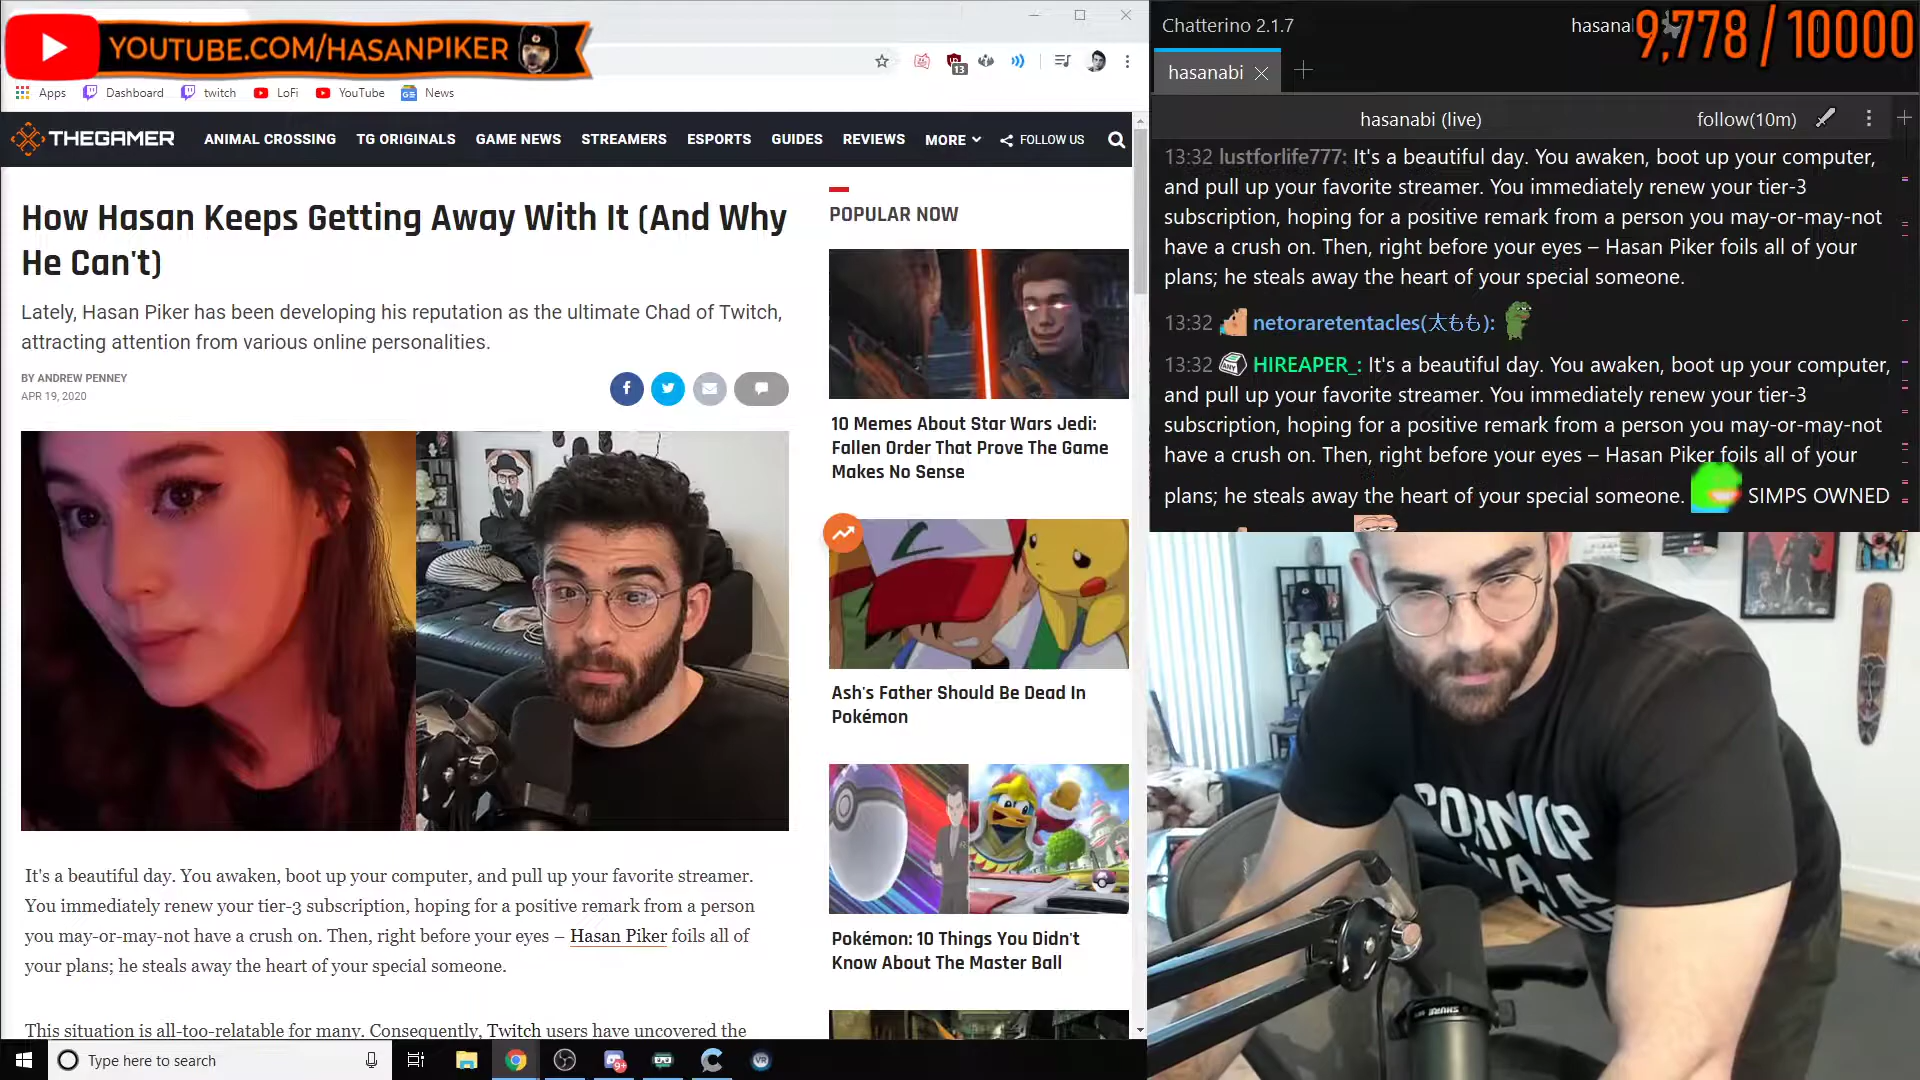 YOUTUBE.COM/HASANPIKER
13
Apps
Dashboard
twitch
LoFi
YouTube
News
THEGAMER
ANIMAL CROSSING
TG ORIGINALS
GAME NEWS
STREAMERS
ESPORTS
GUIDES
REVIEWS
MORE
FOLLOW US
How Hasan Keeps Getting Away With It (And Why
He Can't)
Lately, Hasan Piker has been developing his reputation as the ultimate Chad of Twitch,
attracting attention from various online personalities.
BY ANDREW PENNEY
APR 19, 2020
It's a beautiful day. You awaken, boot up your computer, and pull up your favorite streamer.
You immediately renew your tier-3 subscription, hoping for a positive remark from a person
you may-or-may-not have a crush on. Then, right before your eyes – Hasan Piker foils all of
your plans; he steals away the heart of your special someone.
This situation is all-too-relatable for many. Consequently, Twitch users have uncovered the
POPULAR NOW
10 Memes About Star Wars Jedi:
Fallen Order That Prove The Game
Makes No Sense
Ash's Father Should Be Dead In
Pokémon
Pokémon: 10 Things You Didn't
Know About The Master Ball
Type here to search
9+
VR
Chatterino 2.1.7
hasana
9,778 / 10000
hasanabi
hasanabi (live)
follow(10m)
13:32 lustforlife777: It's a beautiful day. You awaken, boot up your computer,
and pull up your favorite streamer. You immediately renew your tier-3
subscription, hoping for a positive remark from a person you may-or-may-not
have a crush on. Then, right before your eyes – Hasan Piker foils all of your
plans; he steals away the heart of your special someone.
13:32 netoraretentacles(太もも):
13:32 ANY HIREAPER_: It's a beautiful day. You awaken, boot up your computer,
and pull up your favorite streamer. You immediately renew your tier-3
subscription, hoping for a positive remark from a person you may-or-may-not
have a crush on. Then, right before your eyes – Hasan Piker foils all of your
plans; he steals away the heart of your special someone. SIMPS OWNED
SHURE